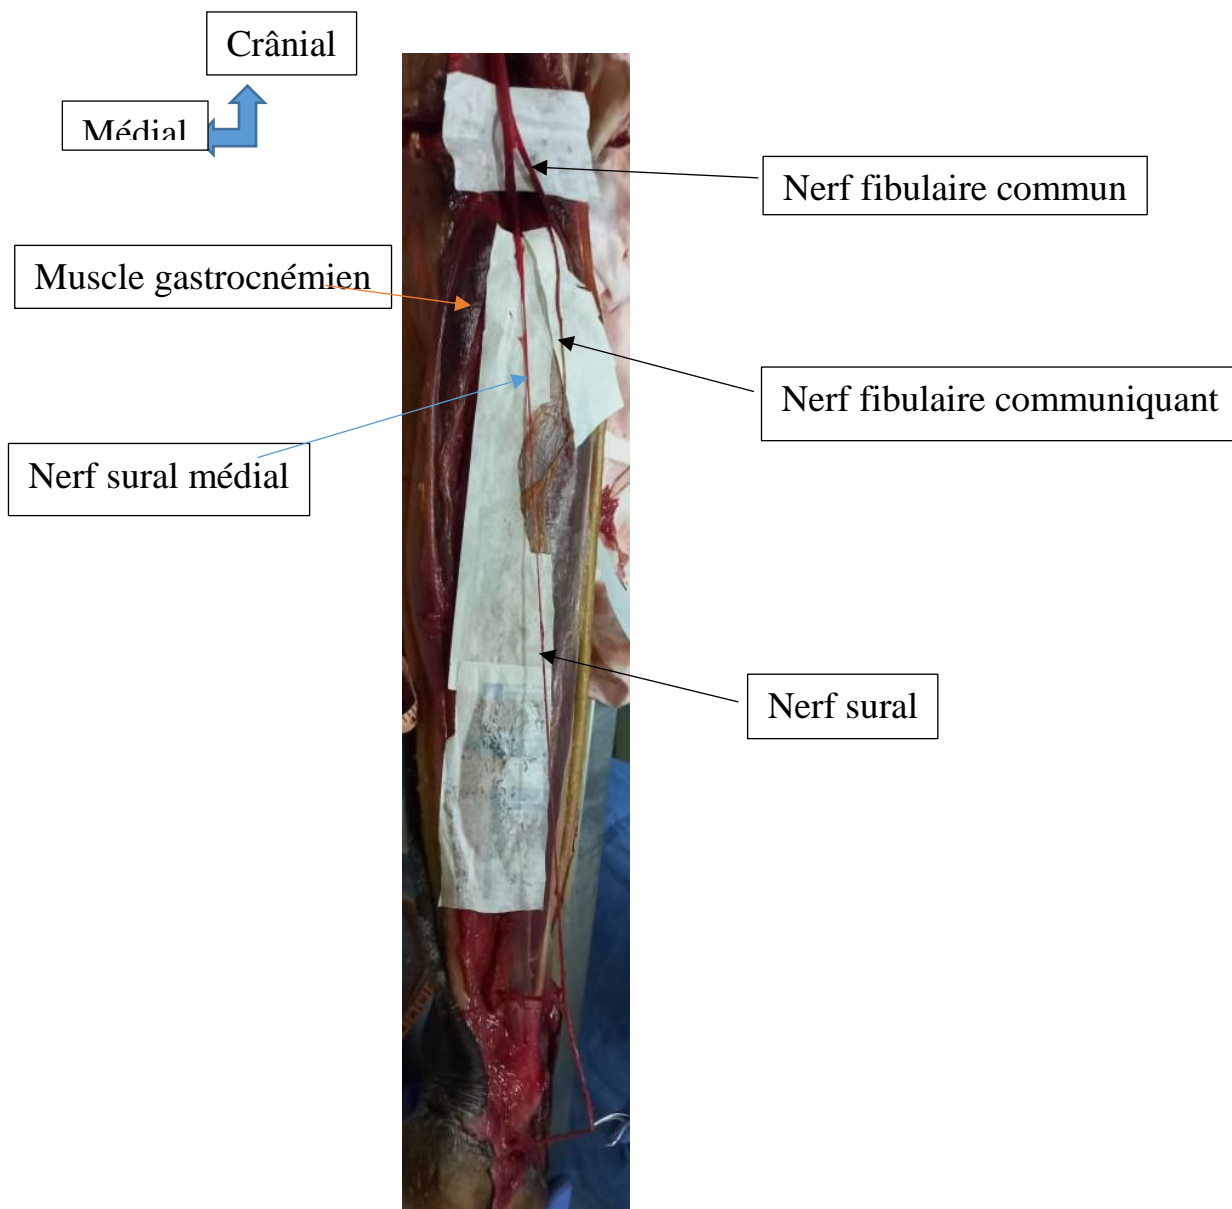 Crânial
Médial
Nerf fibulaire commun
Muscle gastrocnémien
Nerf fibulaire communiquant
Nerf sural médial
Nerf sural